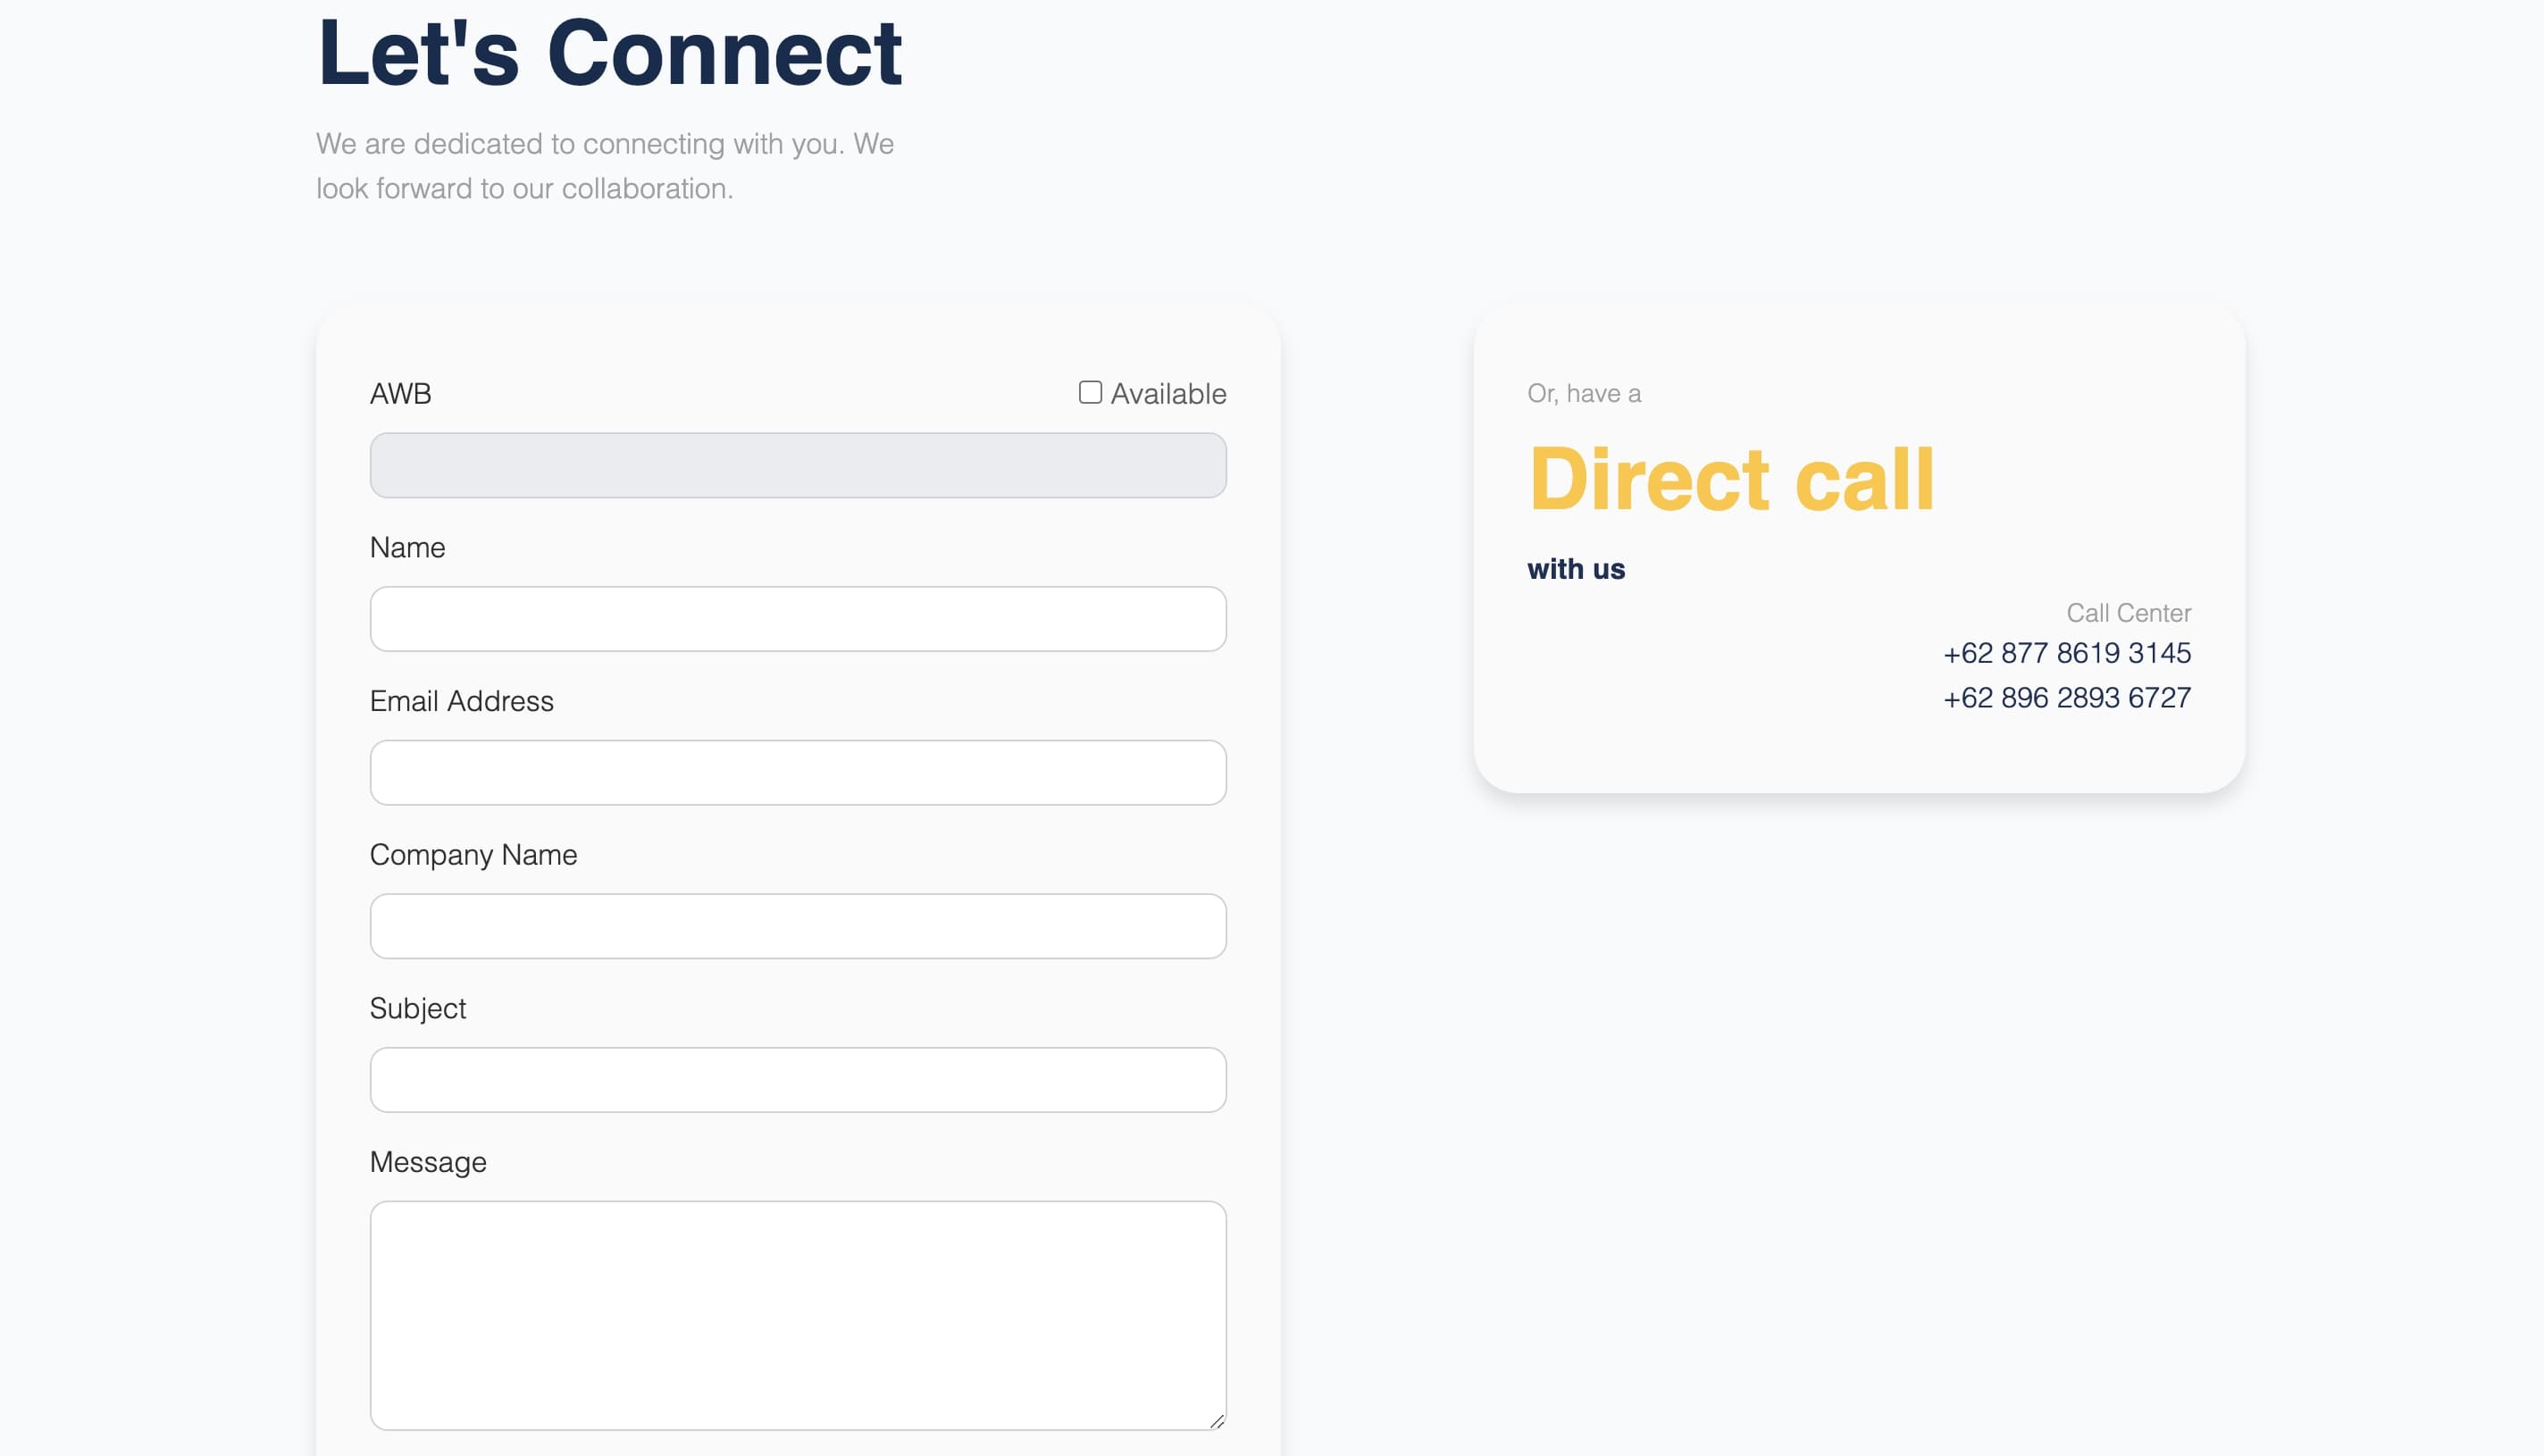 Let's Connect
We are dedicated to connecting with you. We
look forward to our collaboration.
AWB
Available
Name
Email Address
Company Name
Subject
Message
Or, have a
Direct call
with us
Call Center
+62 877 8619 3145
+62 896 2893 6727